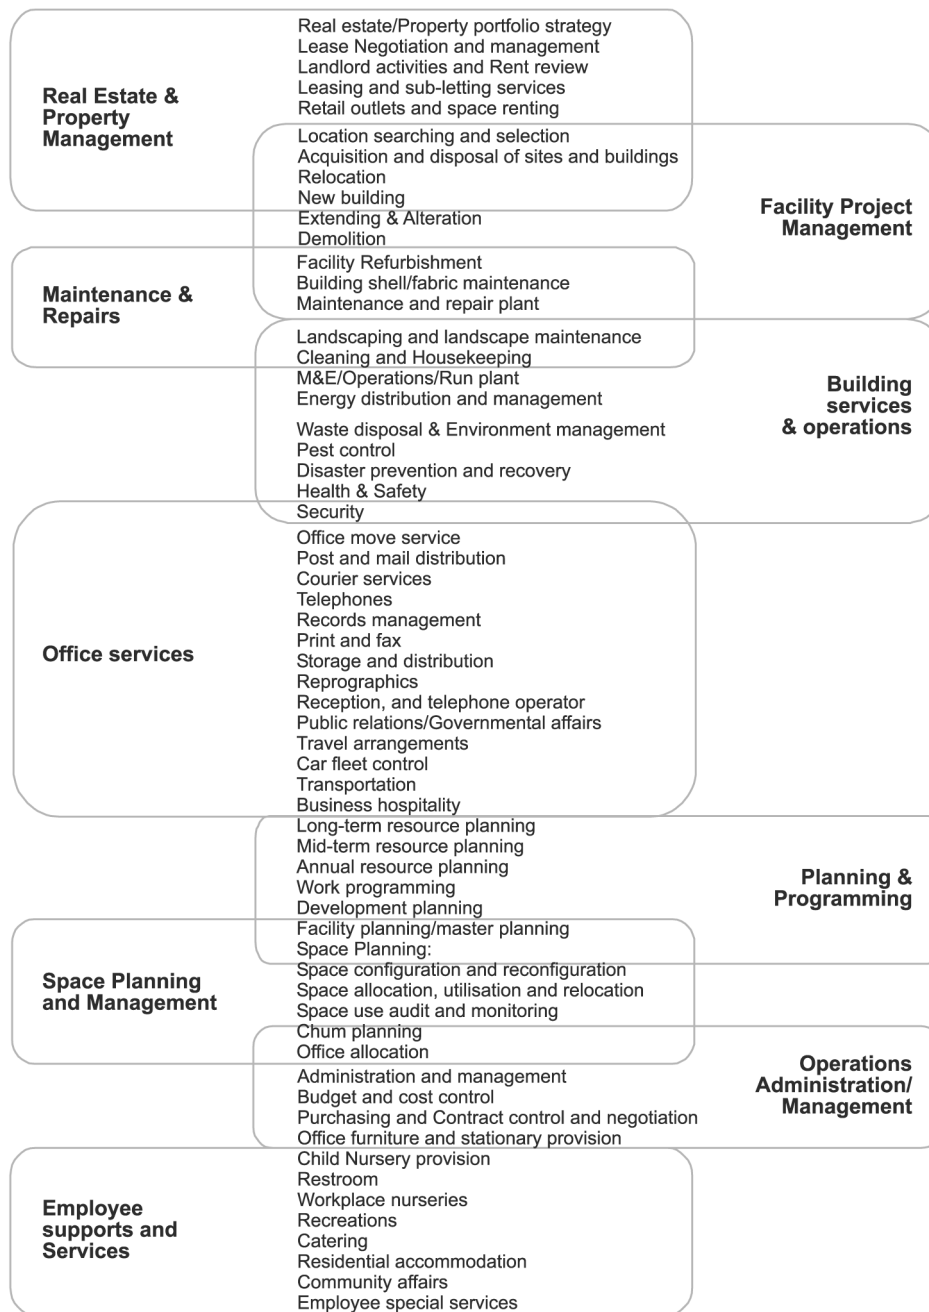 Real estate/Property portfolio strategy
Lease Negotiation and management
Landlord activities and Rent review
Leasing and sub-letting services
Retail outlets and space renting
Real Estate &
Property
Management
Location searching and selection
Acquisition and disposal of sites and buildings
Relocation
New building
Extending & Alteration
Demolition
Facility Project
Management
Facility Refurbishment
Building shell/fabric maintenance
Maintenance and repair plant
Maintenance &
Repairs
Landscaping and landscape maintenance
Cleaning and Housekeeping
M&E/Operations/Run plant
Energy distribution and management
Building
services
& operations
Waste disposal & Environment management
Pest control
Disaster prevention and recovery
Health & Safety
Security
Office move service
Post and mail distribution
Courier services
Telephones
Records management
Print and fax
Storage and distribution
Reprographics
Reception, and telephone operator
Public relations/Governmental affairs
Travel arrangements
Car fleet control
Transportation
Business hospitality
Office services
Long-term resource planning
Mid-term resource planning
Annual resource planning
Work programming
Development planning
Planning &
Programming
Facility planning/master planning
Space Planning:
Space configuration and reconfiguration
Space allocation, utilisation and relocation
Space use audit and monitoring
Chum planning
Office allocation
Space Planning
and Management
Administration and management
Budget and cost control
Purchasing and Contract control and negotiation
Office furniture and stationary provision
Operations
Administration/
Management
Child Nursery provision
Restroom
Workplace nurseries
Recreations
Catering
Residential accommodation
Community affairs
Employee special services
Employee
supports and
Services